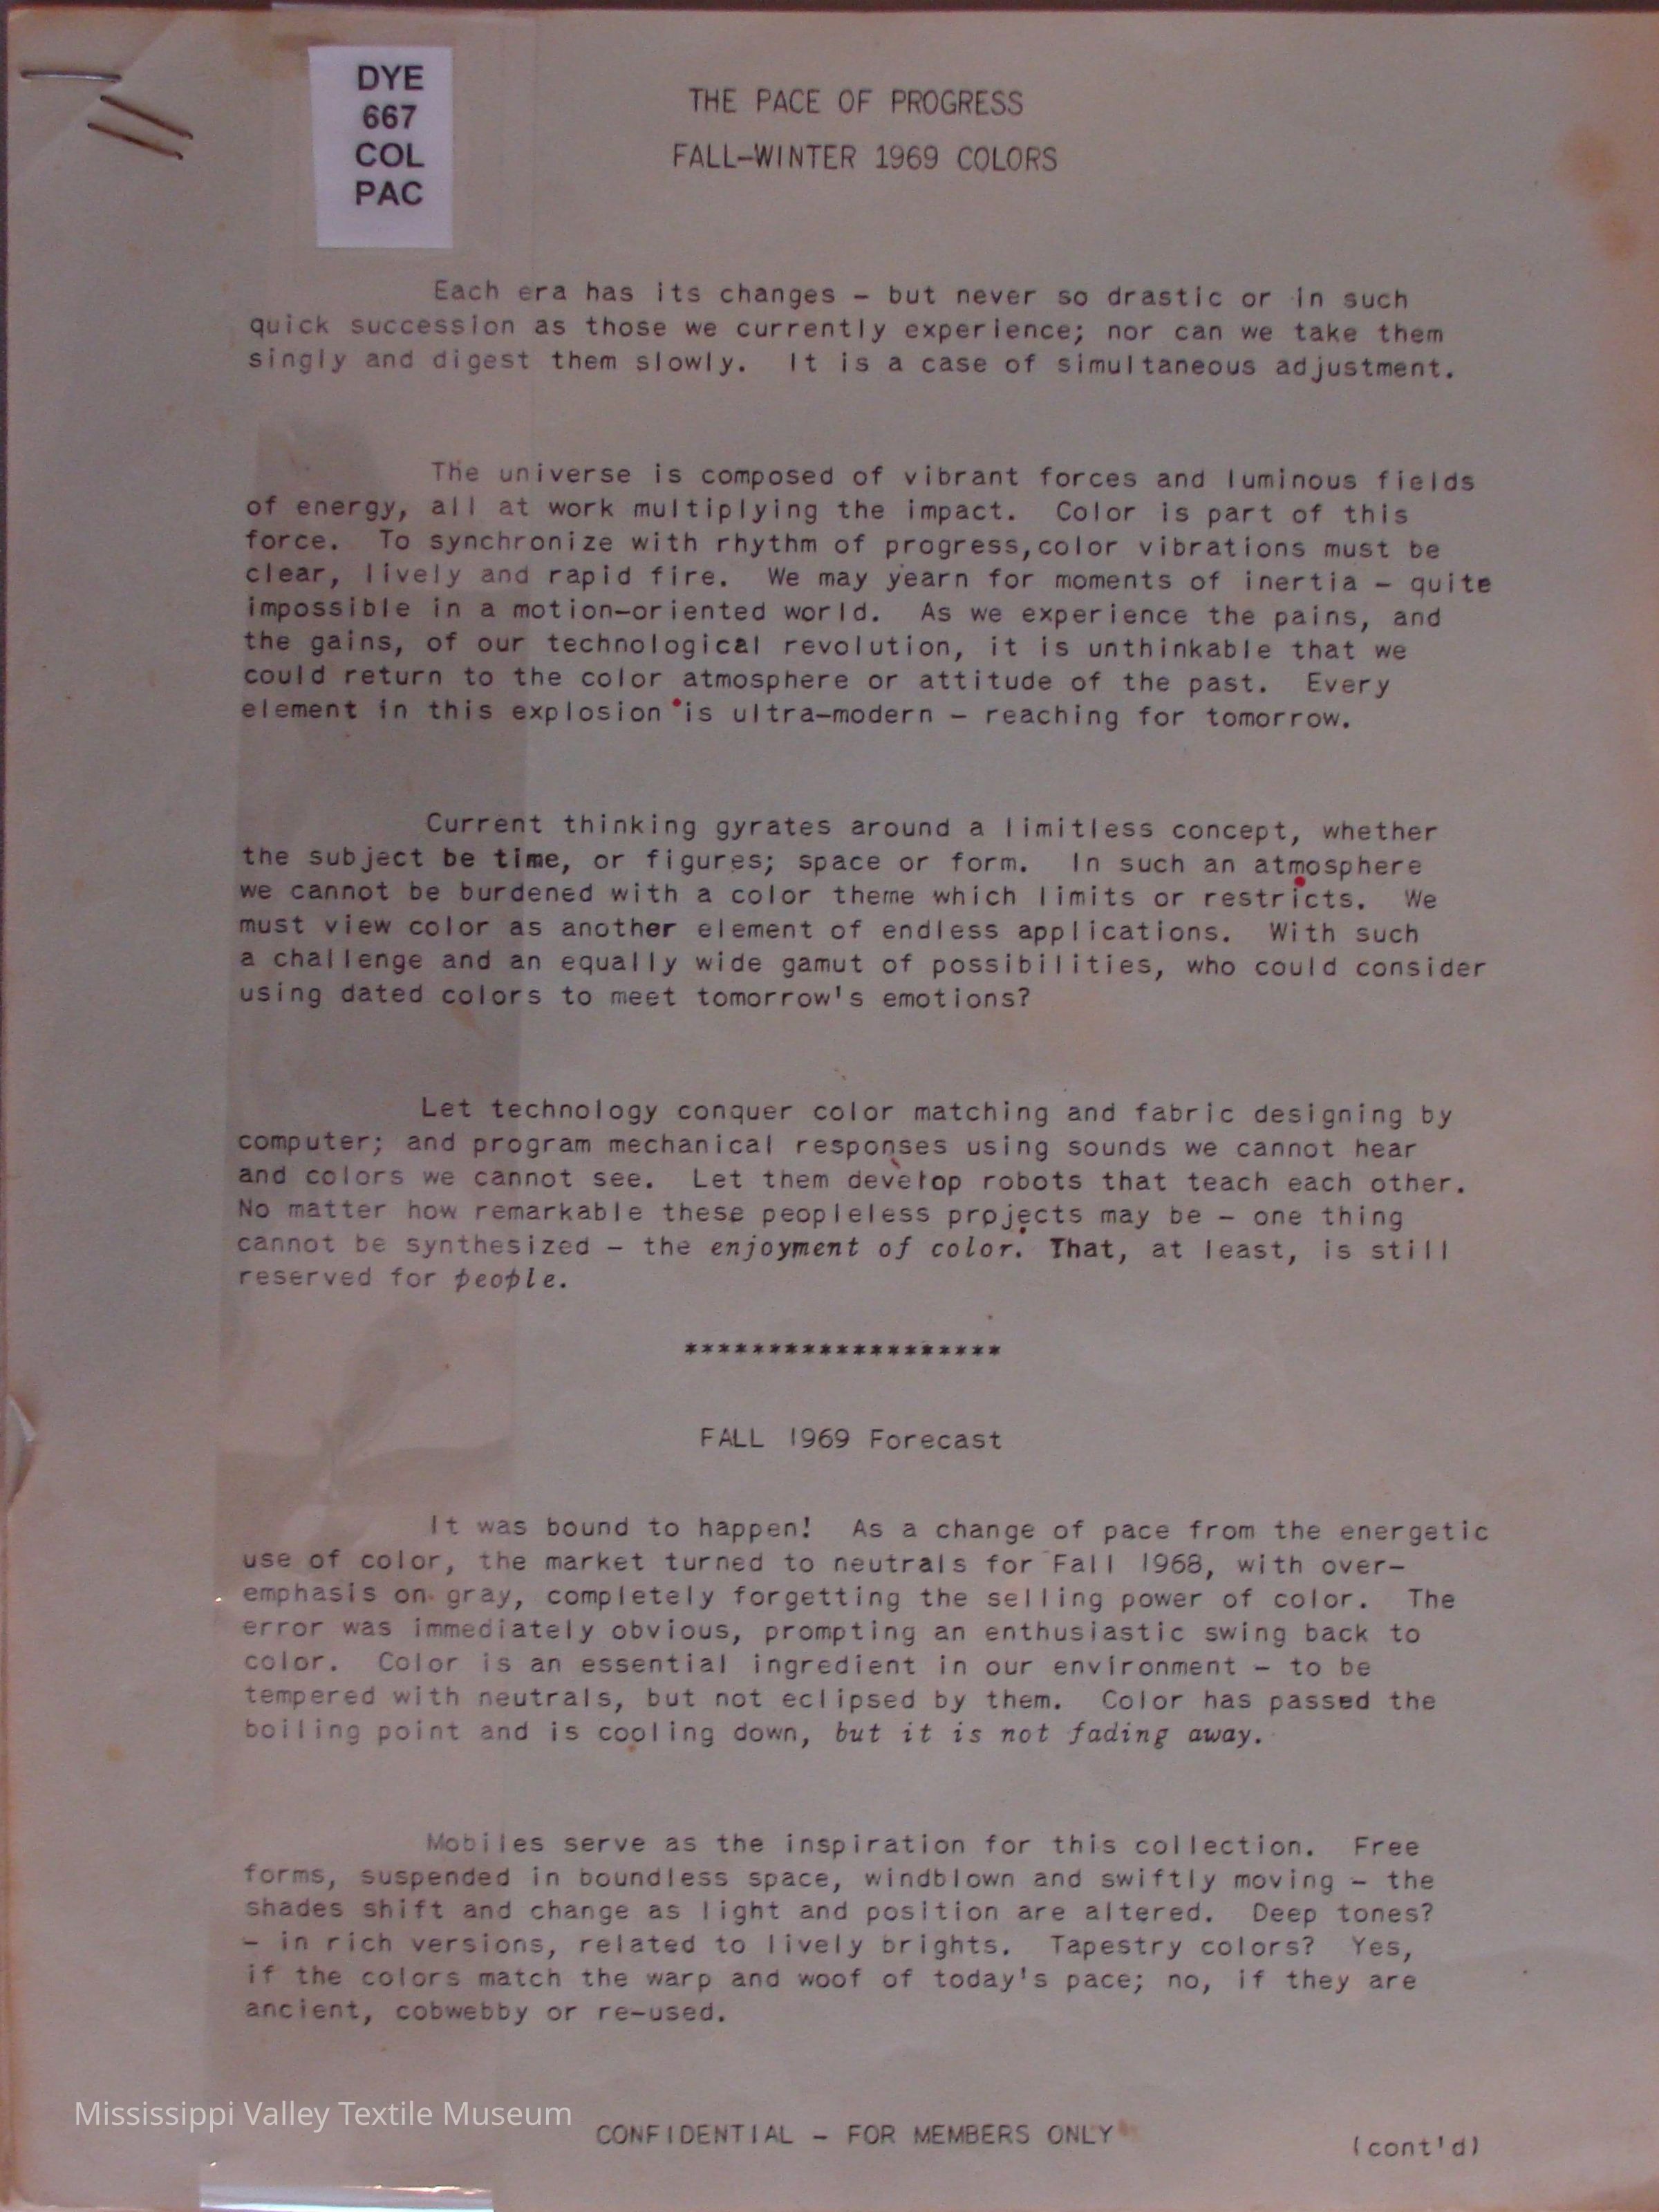 DYE
667
COL
PAC
THE PACE OF PROGRESS
FALL-WINTER 1969 COLORS
Each era has its changes - but never so drastic or in such
quick succession as those we currently experience; nor can we take them
singly and digest them slowly. It is a case of simultaneous adjustment.
The universe is composed of vibrant forces and luminous fields
of energy, all at work multiplying the impact. Color is part of this
force. To synchronize with rhythm of progress,color vibrations must be
clear, lively and rapid fire. We may yearn for moments of inertia - quite
impossible in a motion-oriented world. As we experience the pains, and
the gains, of our technological revolution, it is unthinkable that we
could return to the color atmosphere or attitude of the past. Every
element in this explosion is ultra-modern - reaching for tomorrow.
Current thinking gyrates around a limitless concept, whether
the subject be time, or figures; space or form. In such an atmosphere
we cannot be burdened with a color theme which limits or restricts. We
must view color as another element of endless applications. With such
a challenge and an equally wide gamut of possibilities, who could consider
using dated colors to meet tomorrow's emotions?
Let technology conquer color matching and fabric designing by
computer; and program mechanical responses using sounds we cannot hear
and colors we cannot see. Let them develop robots that teach each other.
No matter how remarkable these peopleless projects may be - one thing
cannot be synthesized - the enjoyment of color. That, at least, is still
reserved for people.
*******************
FALL 1969 Forecast
It was bound to happen! As a change of pace from the energetic
use of color, the market turned to neutrals for Fall 1968, with over-
emphasis on gray, completely forgetting the selling power of color. The
error was immediately obvious, prompting an enthusiastic swing back to
color. Color is an essential ingredient in our environment - to be
tempered with neutrals, but not eclipsed by them. Color has passed the
boiling point and is cooling down, but it is not fading away.
Mobiles serve as the inspiration for this collection. Free
forms, suspended in boundless space, windblown and swiftly moving - the
shades shift and change as light and position are altered. Deep tones?
- in rich versions, related to lively brights. Tapestry colors? Yes,
if the colors match the warp and woof of today's pace; no, if they are
ancient, cobwebby or re-used.
Mississippi Valley Textile Museum
CONFIDENTIAL - FOR MEMBERS ONLY
(cont'd)